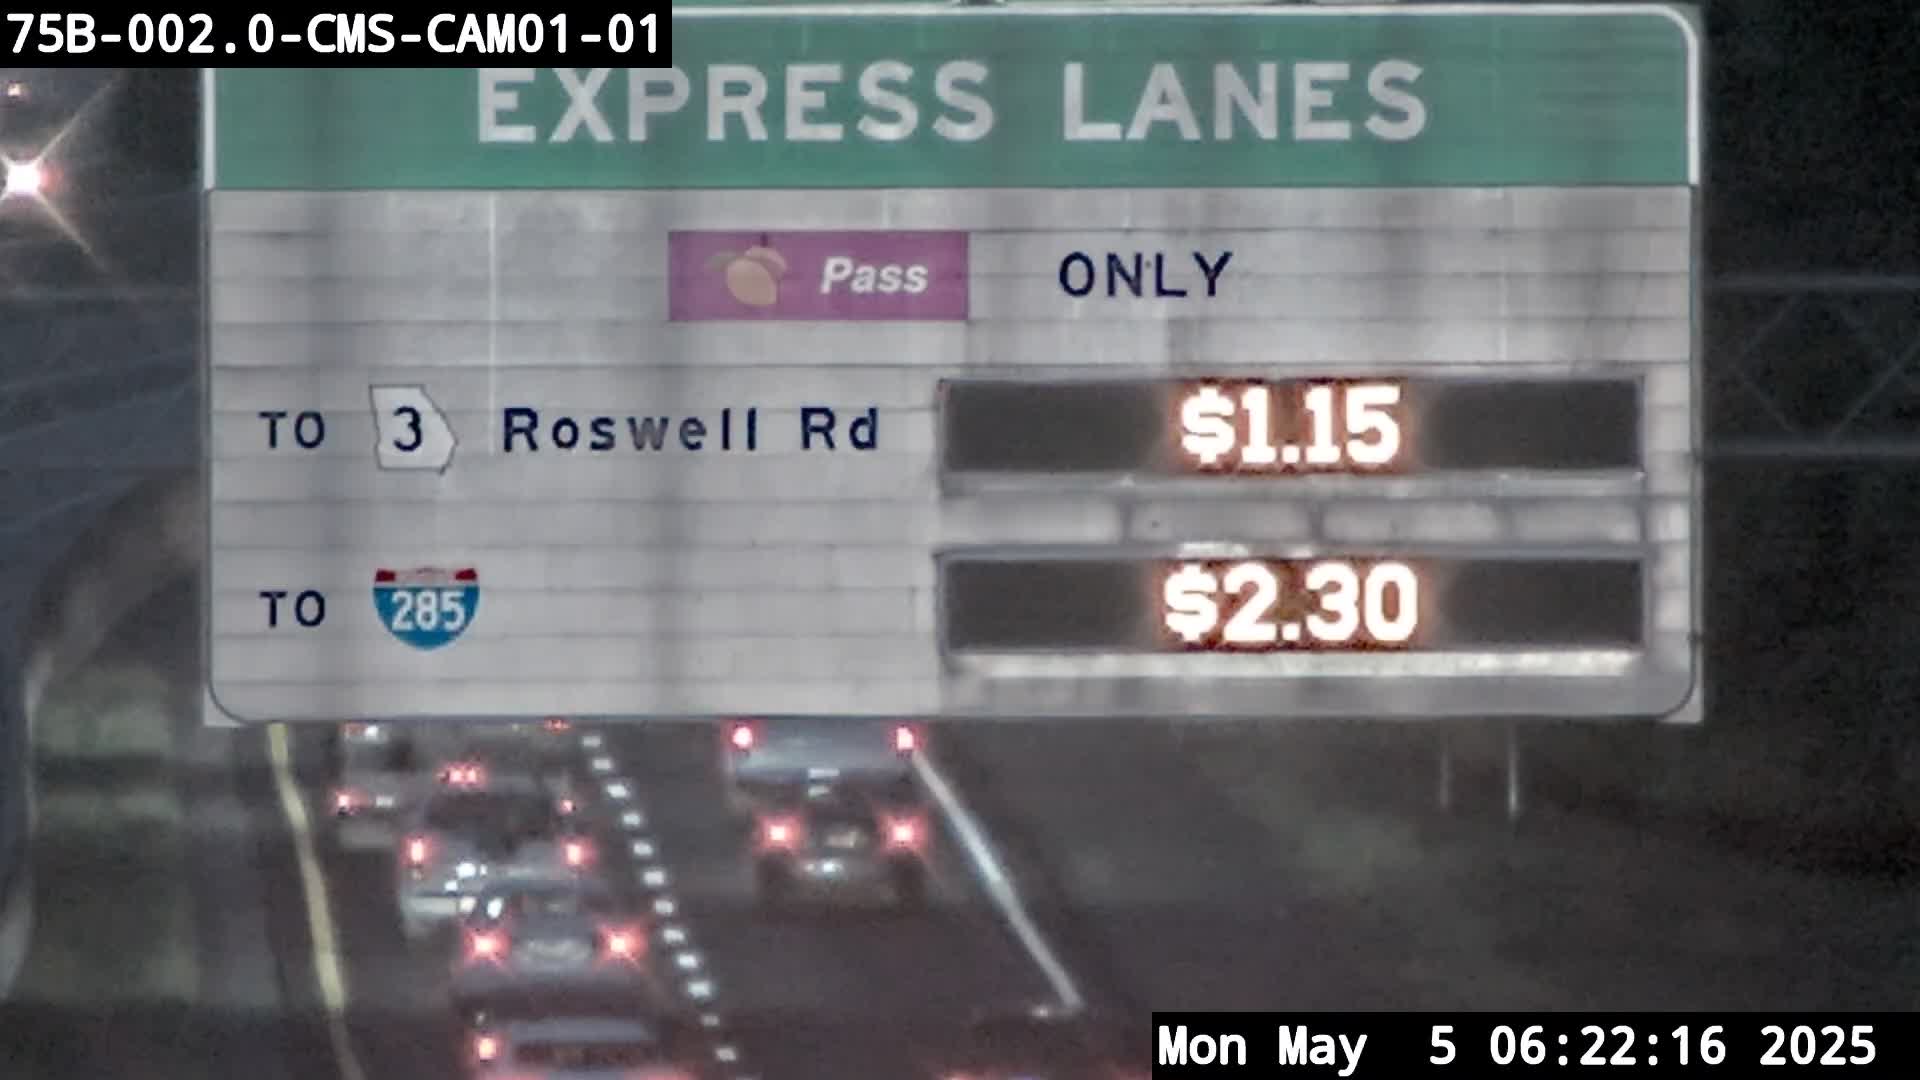 75B-002.0-CMS-CAM01-01
EXPRESS LANES
Pass ONLY
TO 3 Roswell Rd $1.15
TO 285 $2.30
Mon May 5 06:22:16 2025